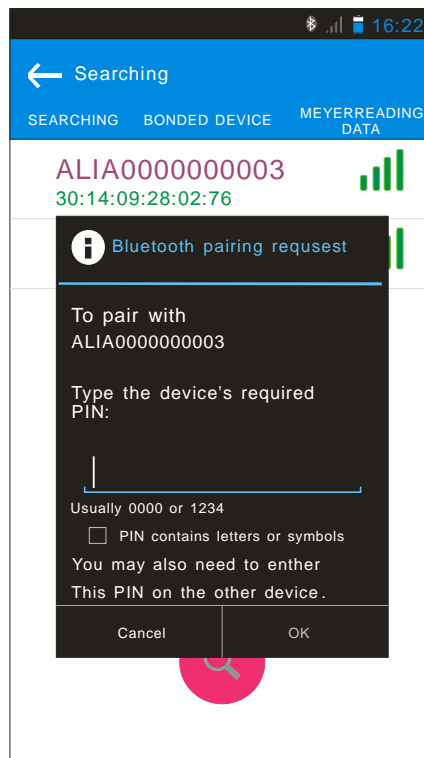 16:22
Searching
SEARCHING BONDED DEVICE MEYERREADING
DATA
ALIA0000000003
30:14:09:28:02:76
Bluetooth pairing requsest
To pair with
ALIA0000000003
Type the device's required
PIN:
Usually 0000 or 1234
PIN contains letters or symbols
You may also need to enther
This PIN on the other device.
Cancel OK